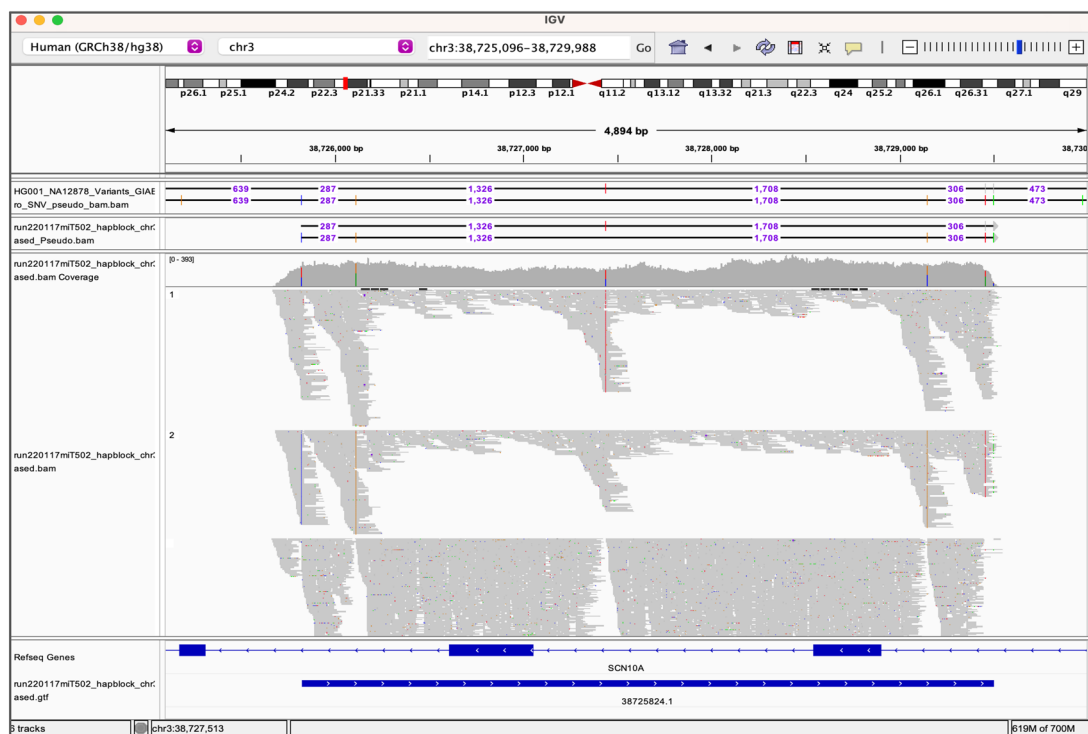 IGV
Human (GRCh38/hg38) chr3 chr3:38,725,096-38,729,988 Go
p26.1 p25.1 p24.2 p22.3 p21.33 p21.1 p14.1 p12.3 p12.1 q11.2 q13.12 q13.32 q21.3 q22.3 q24 q25.2 q26.1 q26.31 q27.1 q29
4,894 bp
38,726,000 bp 38,727,000 bp 38,728,000 bp 38,729,000 bp 38,730
HG001_NA12878_Variants_GIAB
ro_SNV_pseudo_bam.bam
639 287 1,326 1,708 306 473
639 287 1,326 1,708 306 473
run220117miT502_hapblock_chr
ased_Pseudo.bam
287 1,326 1,708 306
287 1,326 1,708 306
run220117miT502_hapblock_chr
ased.bam Coverage
[0 - 393]
1
2
run220117miT502_hapblock_chr
ased.bam
Refseq Genes
SCN10A
run220117miT502_hapblock_chr
ased.gtf
38725824.1
tracks chr3:38,727,513 619M of 700M